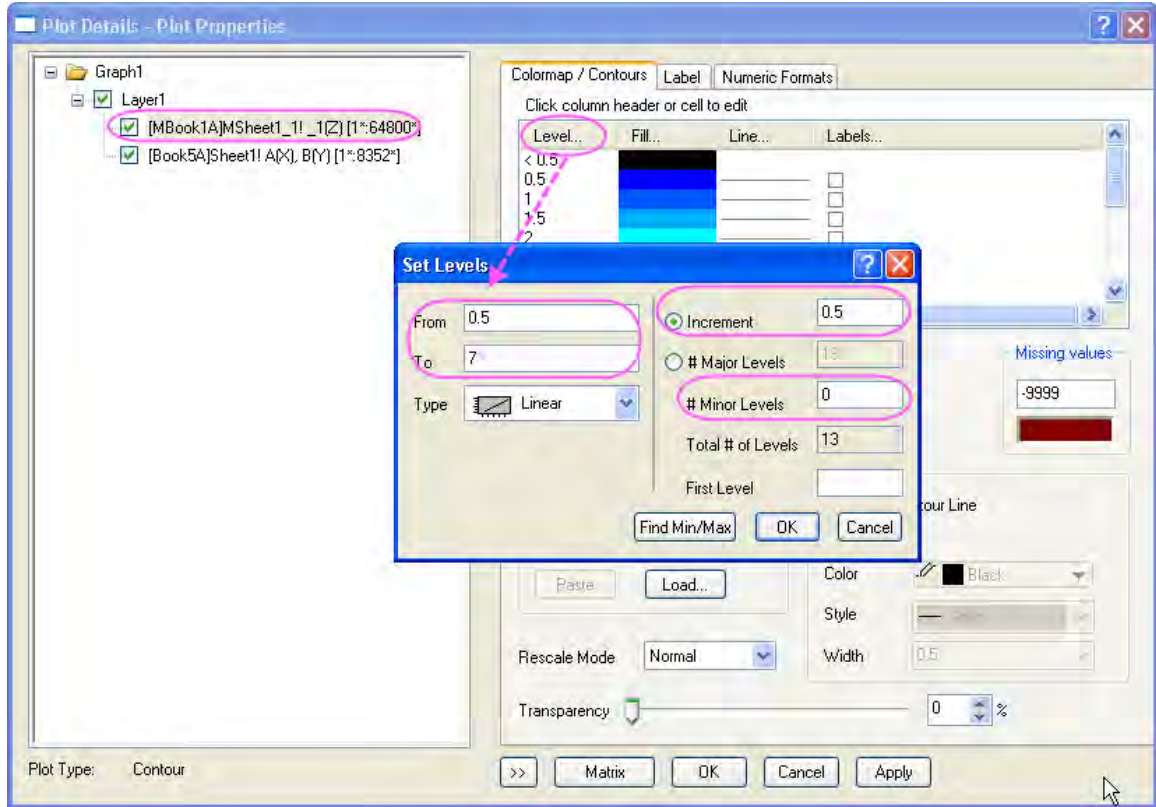 Plot Details - Plot Properties
Graph1
Layer1
[MBook1A]MSheet1_1! _1(Z) [1*:64800*]
[Book5A]Sheet1! A(X), B(Y) [1*:8352*]
Colormap / Contours
Label
Numeric Formats
Click column header or cell to edit
Level...
Fill...
Line...
Labels...
< 0.5
0.5
1
1.5
2
Set Levels
From
0.5
To
7
Type
Linear
Increment
0.5
# Major Levels
# Minor Levels
0
Total # of Levels
13
First Level
Find Min/Max
OK
Cancel
Missing values
-9999
Paste
Load...
Rescale Mode
Normal
Transparency
0
%
tour Line
Color
Black
Style
Width
0.5
Plot Type:
Contour
>>
Matrix
OK
Cancel
Apply